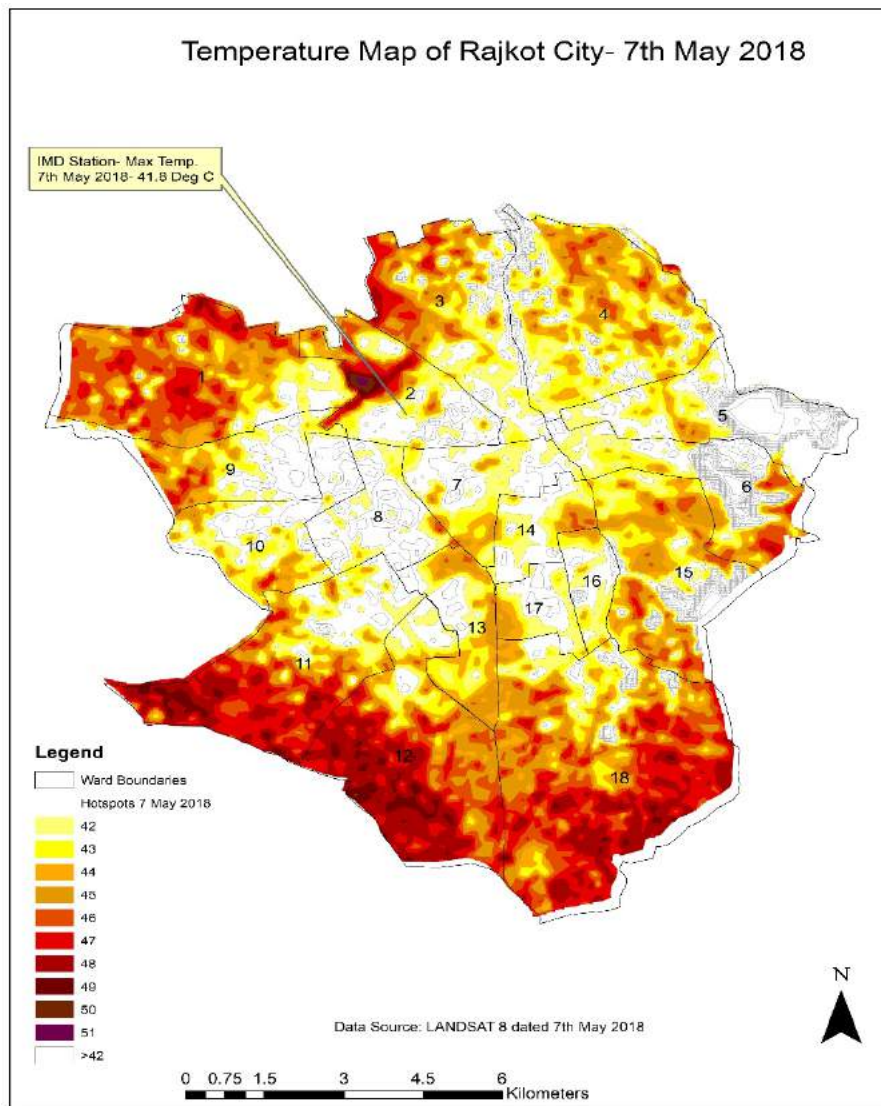 Temperature Map of Rajkot City- 7th May 2018
IMD Station- Max Temp.
7th May 2018- 41.8 Deg C
3
4
1
2
5
9
7
6
8
14
10
15
16
17
13
11
12
18
Legend
Ward Boundaries
Hotspots 7 May 2018
42
43
44
45
46
47
48
49
50
51
>42
N
Data Source: LANDSAT 8 dated 7th May 2018
0 0.75 1.5 3 4.5 6
Kilometers